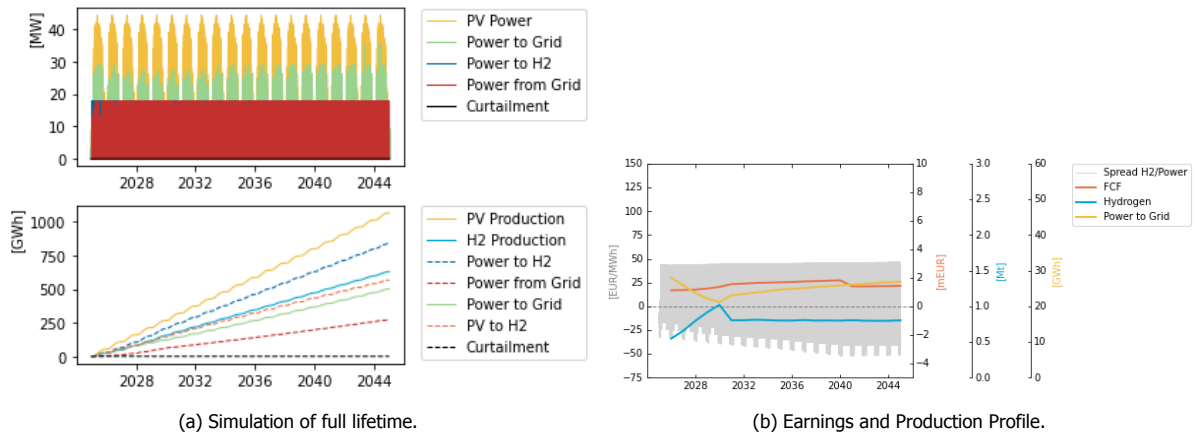 [MW]
40
30
20
10
0
2028
2032
2036
2040
2044
PV Power
Power to Grid
Power to H2
Power from Grid
Curtailment
[GWh]
1000
750
500
250
0
2028
2032
2036
2040
2044
PV Production
H2 Production
Power to H2
Power from Grid
Power to Grid
PV to H2
Curtailment
(a) Simulation of full lifetime.
[EUR/MWh]
150
125
100
75
50
25
0
−25
−50
−75
2028
2032
2036
2040
2044
[mEUR]
10
8
6
4
2
0
−2
−4
[Mt]
3.0
2.5
2.0
1.5
1.0
0.5
0.0
[GWh]
60
50
40
30
20
10
0
Spread H2/Power
FCF
Hydrogen
Power to Grid
(b) Earnings and Production Profile.